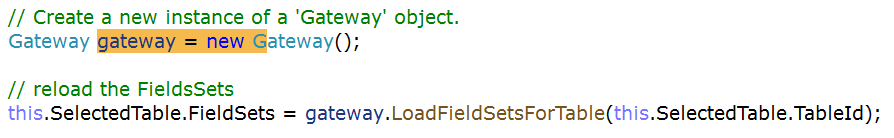 // Create a new instance of a 'Gateway' object.
Gateway gateway = new Gateway();
// reload the FieldsSets
this.SelectedTable.FieldSets = gateway.LoadFieldSetsForTable(this.SelectedTable.TableId);